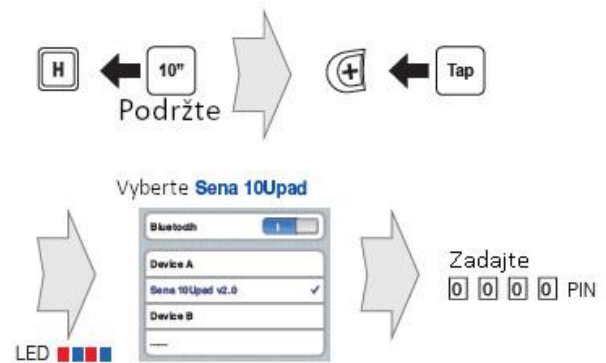 H 10" + Tap
Podržte
Vyberte Sena 10Upad
Bluetooth
Device A
Sena 10Upad v2.0
Device B
-----
Zadajte
0 0 0 0 PIN
LED